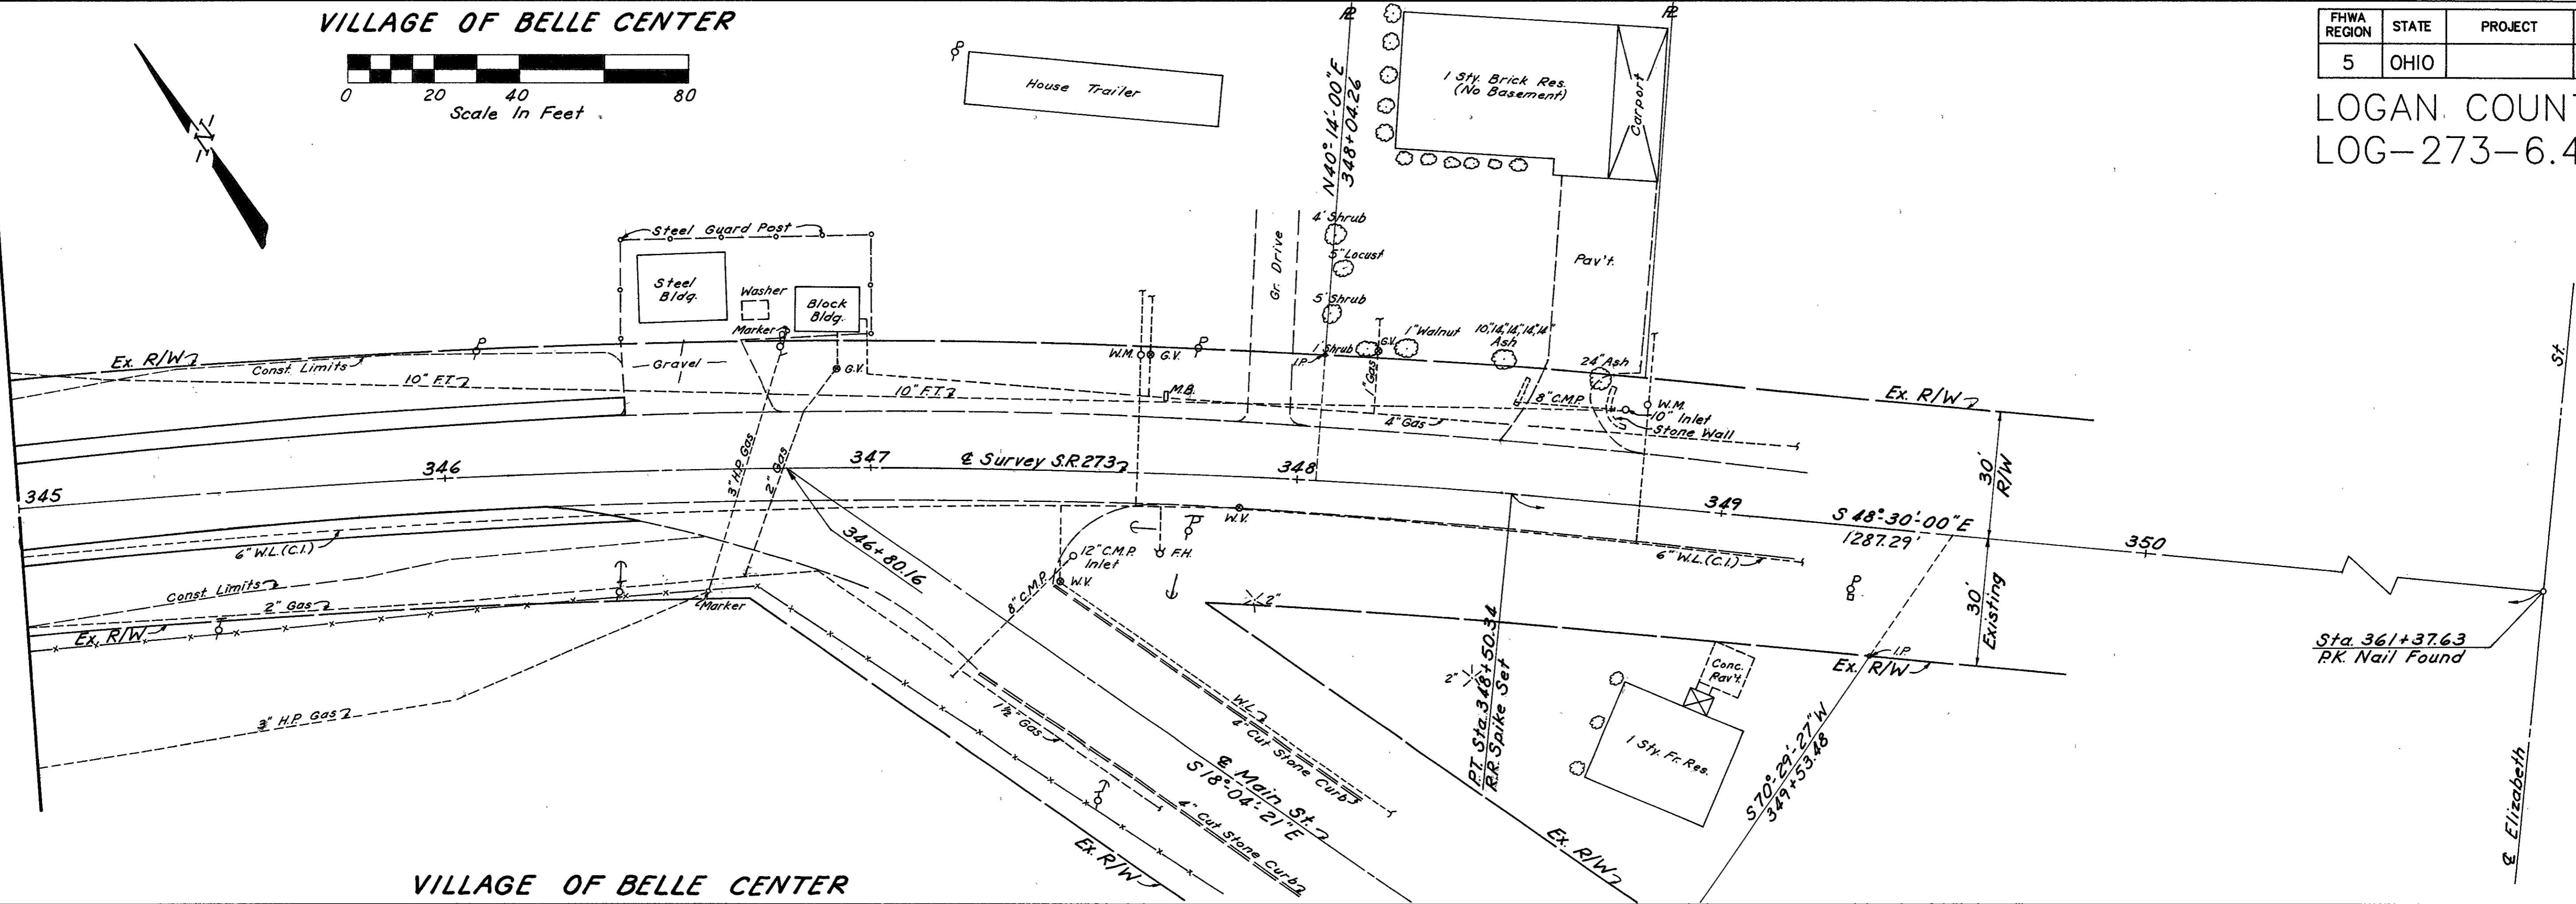 VILLAGE OF BELLE CENTER
0 20 40 80
Scale In Feet
N
FHWA REGION STATE PROJECT
5 OHIO
LOGAN COUN
LOG-273-6.4
House Trailer
1 Sty. Brick Res.
(No Basement)
Carport
N40°-14'-00"E
348+04.26
4' Shrub
5" Locust
5' Shrub
Gr. Drive
Pav't.
Steel Guard Post
Steel
Bldg.
Washer
Block
Bldg.
Marker
Ex. R/W
Const. Limits
Gravel
G.V.
W.M. G.V.
1' Shrub
I.P.
G.V.
1" Walnut
10",14",14",14",14"
Ash
24" Ash
10" F.T.
10" F.T.
M.B.
1" Gas
8" C.M.P.
W.M.
10" Inlet
Stone Wall
4" Gas
Ex. R/W
St.
3" H.P. Gas
2" Gas
345
346
347
℄ Survey S.R. 273
348
349
350
S 48°-30'-00"E
1287.29'
30'
R/W
30'
Existing
6" W.L.(C.I.)
346+80.16
W.V.
12" C.M.P.
Inlet
F.H.
8" C.M.P.
W.V.
6" W.L.(C.I.)
Const Limits
2" Gas
Ex. R/W
Marker
3" H.P. Gas
2"
2"
P.T. Sta. 348+50.34
R.R. Spike Set
Conc.
Pav't.
I.P.
Ex. R/W
Sta. 361+37.63
P.K. Nail Found
1 Sty. Fr. Res.
S70°-29'-27"W
349+53.48
W.L.
4" Cut Stone Curb
1½" Gas
℄ Main St.
S18°-04'-21"E
4" Cut Stone Curb
Ex. R/W
Ex. R/W
℄ Elizabeth
VILLAGE OF BELLE CENTER